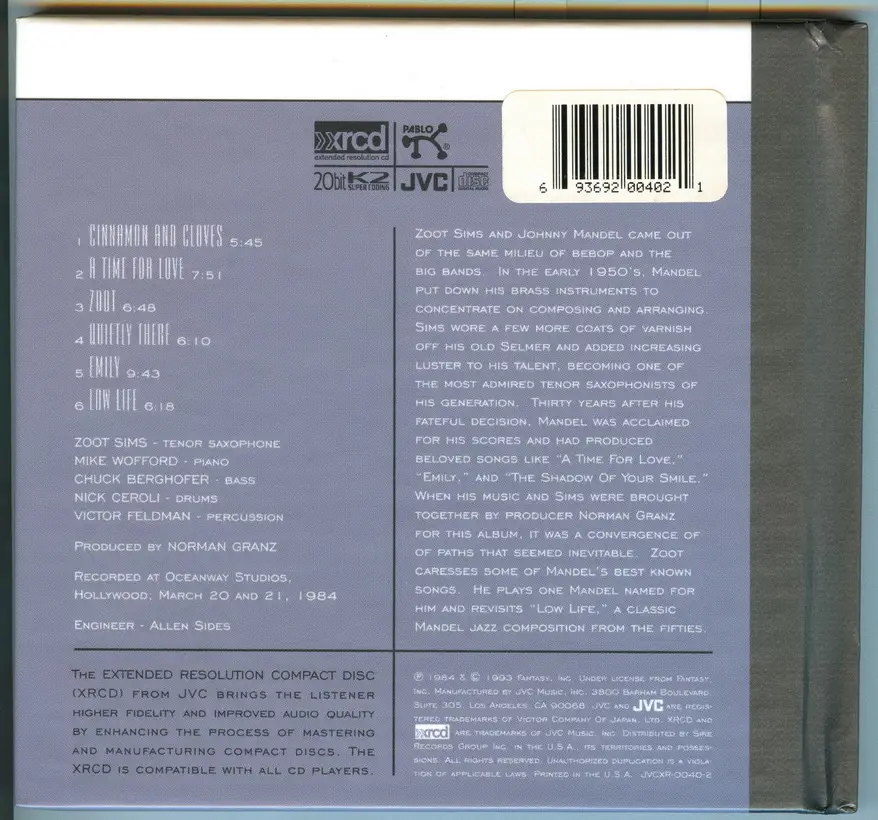 xrcd
extended resolution cd
PABLO
®
20bit K2
SUPER CODING
JVC
COMPACT
disc
DIGITAL AUDIO
6 93692 00402 1
1 CINNAMON AND CLOVES 5:45
2 A TIME FOR LOVE 7:51
3 ZOOT 6:48
4 QUIETLY THERE 6:10
5 EMILY 9:43
6 LOW LIFE 6:18
ZOOT SIMS - TENOR SAXOPHONE
MIKE WOFFORD - PIANO
CHUCK BERGHOFER - BASS
NICK CEROLI - DRUMS
VICTOR FELDMAN - PERCUSSION
PRODUCED BY NORMAN GRANZ
RECORDED AT OCEANWAY STUDIOS,
HOLLYWOOD; MARCH 20 AND 21, 1984
ENGINEER - ALLEN SIDES
ZOOT SIMS AND JOHNNY MANDEL CAME OUT
OF THE SAME MILIEU OF BEBOP AND THE
BIG BANDS. IN THE EARLY 1950'S, MANDEL
PUT DOWN HIS BRASS INSTRUMENTS TO
CONCENTRATE ON COMPOSING AND ARRANGING.
SIMS WORE A FEW MORE COATS OF VARNISH
OFF HIS OLD SELMER AND ADDED INCREASING
LUSTER TO HIS TALENT, BECOMING ONE OF
THE MOST ADMIRED TENOR SAXOPHONISTS OF
HIS GENERATION. THIRTY YEARS AFTER HIS
FATEFUL DECISION, MANDEL WAS ACCLAIMED
FOR HIS SCORES AND HAD PRODUCED
BELOVED SONGS LIKE "A TIME FOR LOVE,"
"EMILY," AND "THE SHADOW OF YOUR SMILE."
WHEN HIS MUSIC AND SIMS WERE BROUGHT
TOGETHER BY PRODUCER NORMAN GRANZ
FOR THIS ALBUM, IT WAS A CONVERGENCE OF
OF PATHS THAT SEEMED INEVITABLE. ZOOT
CARESSES SOME OF MANDEL'S BEST KNOWN
SONGS. HE PLAYS ONE MANDEL NAMED FOR
HIM AND REVISITS "LOW LIFE," A CLASSIC
MANDEL JAZZ COMPOSITION FROM THE FIFTIES.
THE EXTENDED RESOLUTION COMPACT DISC
(XRCD) FROM JVC BRINGS THE LISTENER
HIGHER FIDELITY AND IMPROVED AUDIO QUALITY
BY ENHANCING THE PROCESS OF MASTERING
AND MANUFACTURING COMPACT DISCS. THE
XRCD IS COMPATIBLE WITH ALL CD PLAYERS.
℗ 1984 & © 1993 FANTASY, INC. UNDER LICENSE FROM FANTASY,
INC. MANUFACTURED BY JVC MUSIC, INC. 3800 BARHAM BOULEVARD,
SUITE 305, LOS ANGELES, CA 90068. JVC AND JVC ARE REGIS-
TERED TRADEMARKS OF VICTOR COMPANY OF JAPAN, LTD. XRCD AND
xrcd ARE TRADEMARKS OF JVC MUSIC, INC. DISTRIBUTED BY SIRE
RECORDS GROUP INC. IN THE U.S.A., ITS TERRITORIES AND POSSES-
SIONS. ALL RIGHTS RESERVED. UNAUTHORIZED DUPLICATION IS A VIOLA-
TION OF APPLICABLE LAWS. PRINTED IN THE U.S.A. JVCXR-0040-2